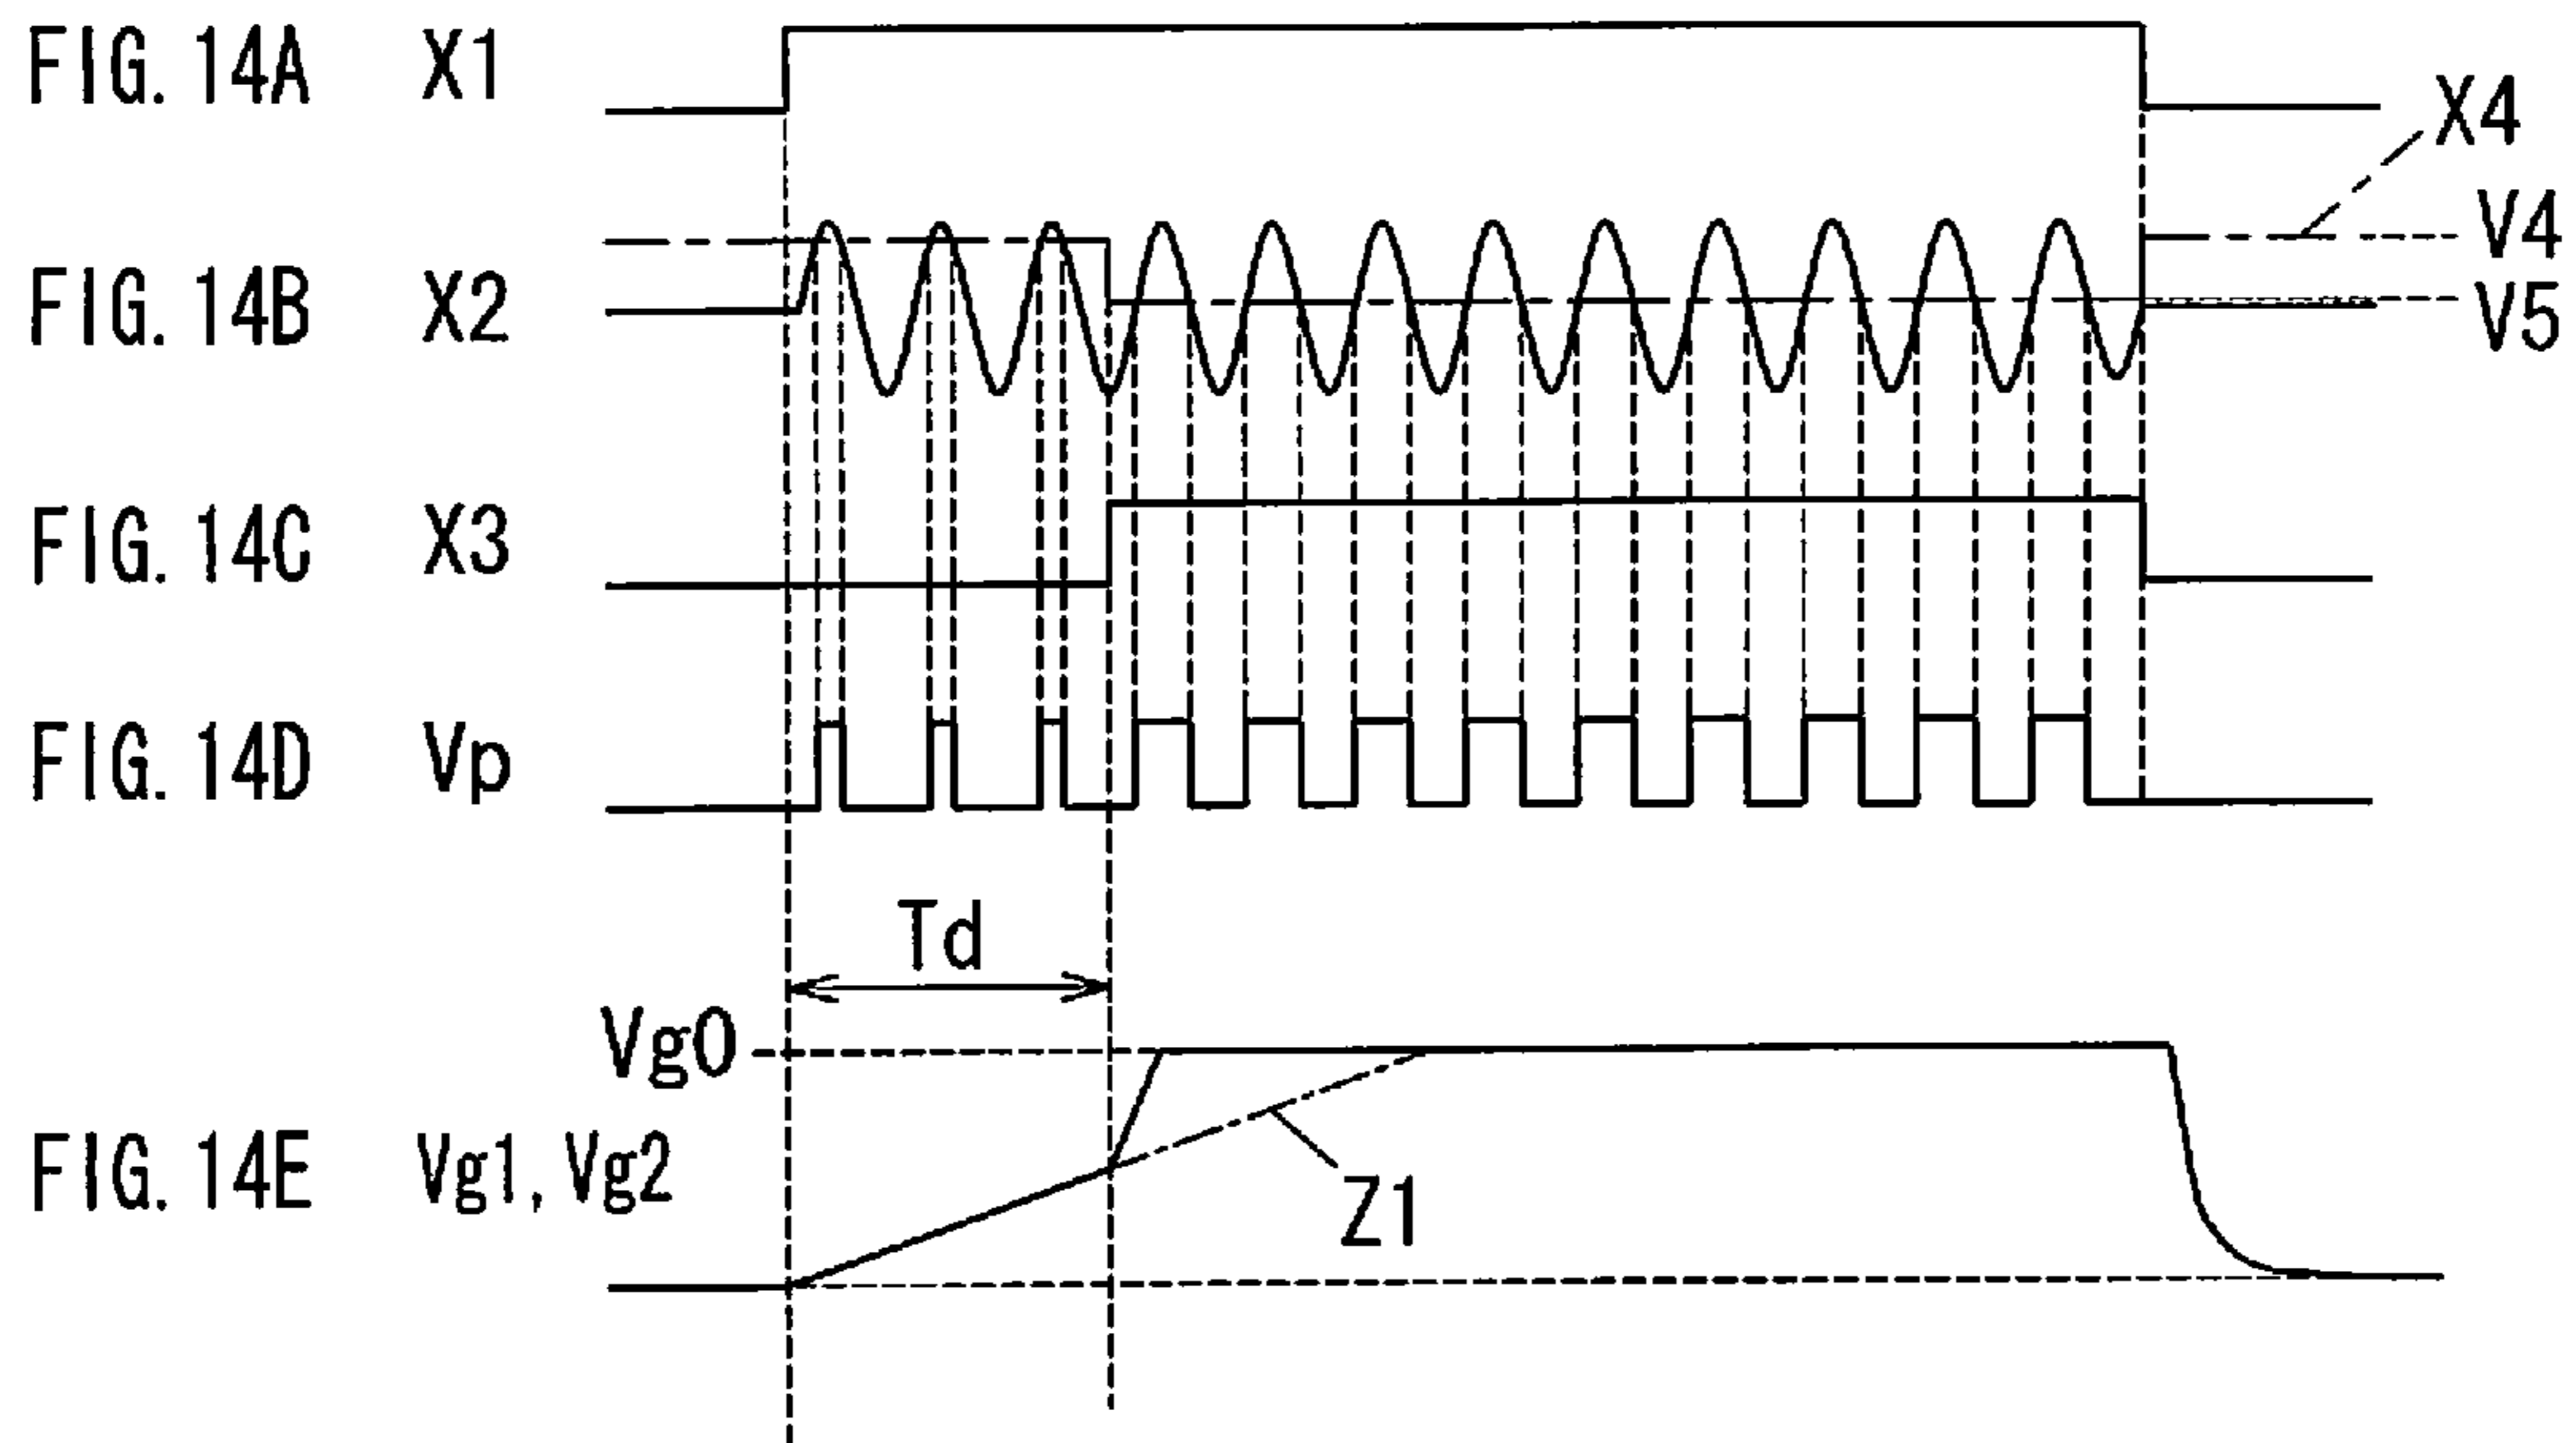 FIG. 14A X1
X4
V4
FIG. 14B X2
V5
FIG. 14C X3
FIG. 14D Vp
Td
Vg0
FIG. 14E Vg1, Vg2
Z1